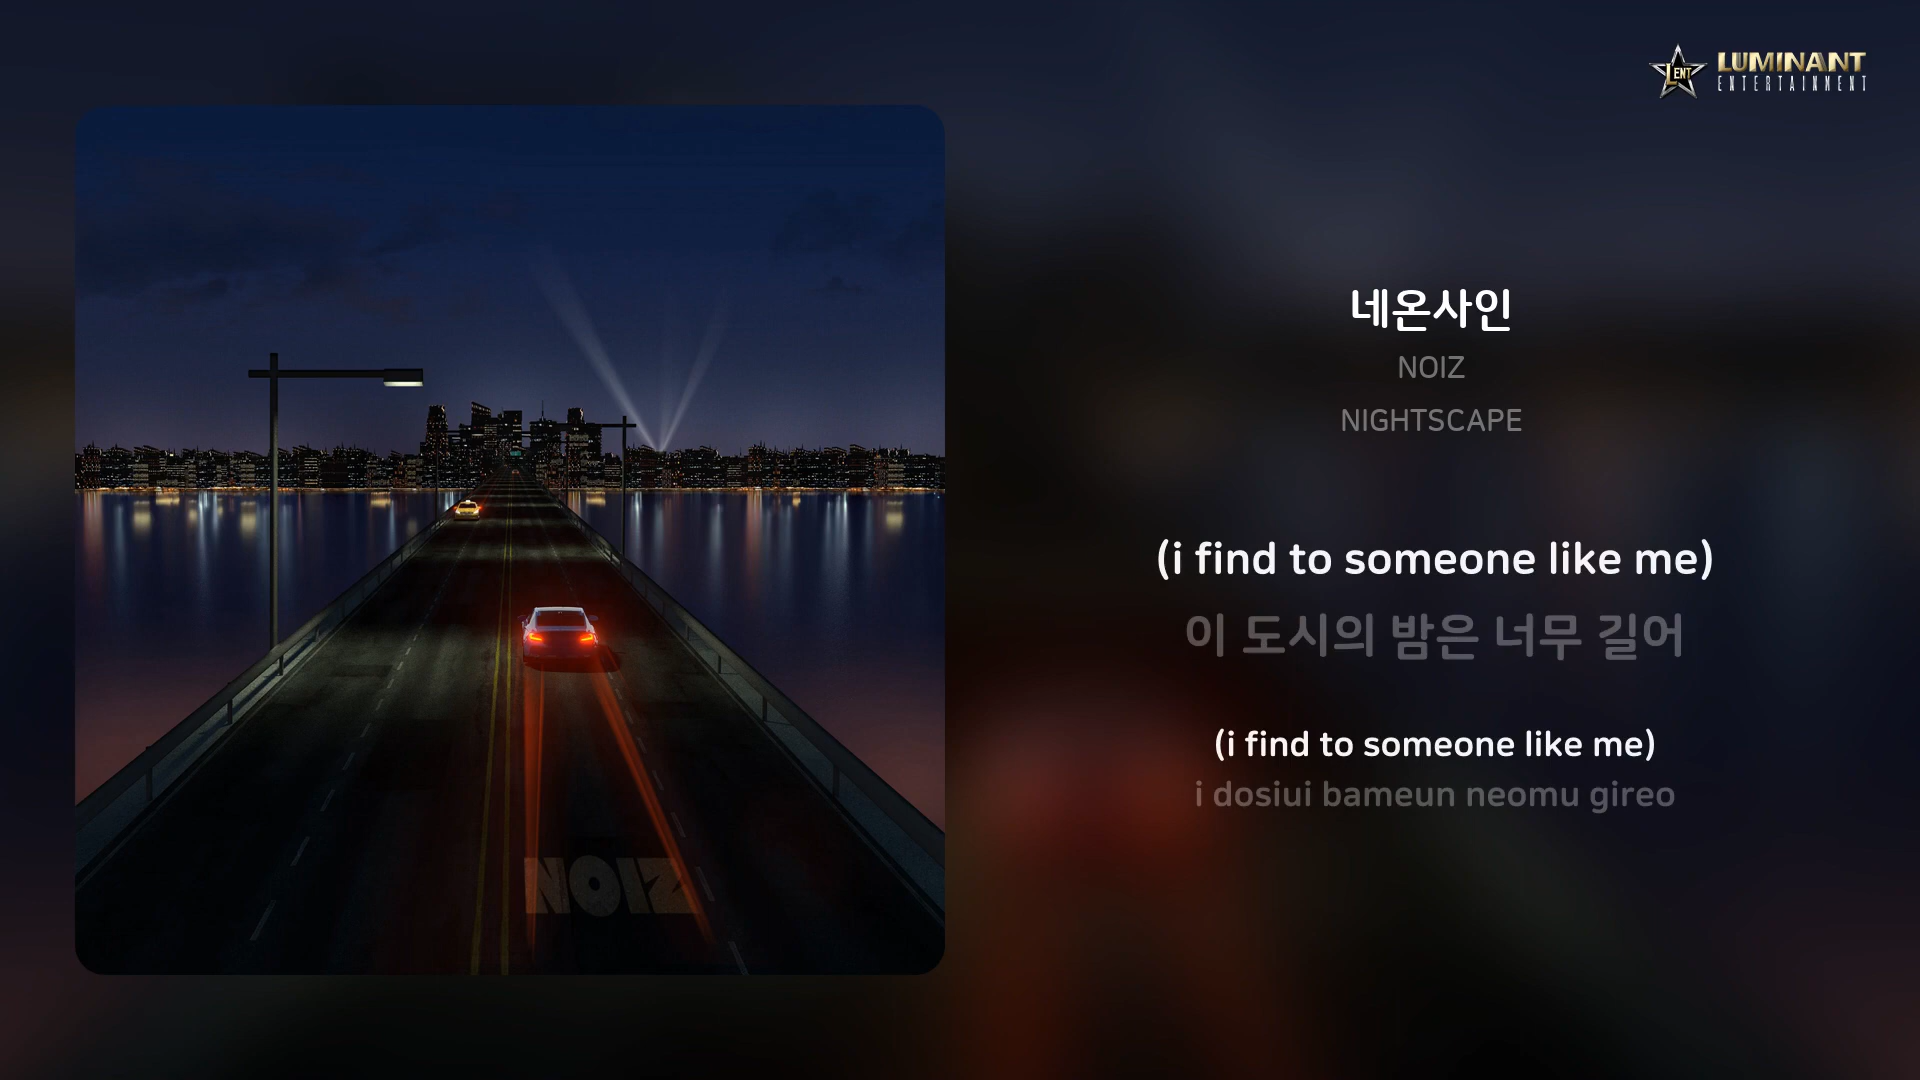 LENT
LUMINANT
ENTERTAINMENT
네온사인
NOIZ
NIGHTSCAPE
(i find to someone like me)
이 도시의 밤은 너무 길어
(i find to someone like me)
i dosiui bameun neomu gireo
NOIZ